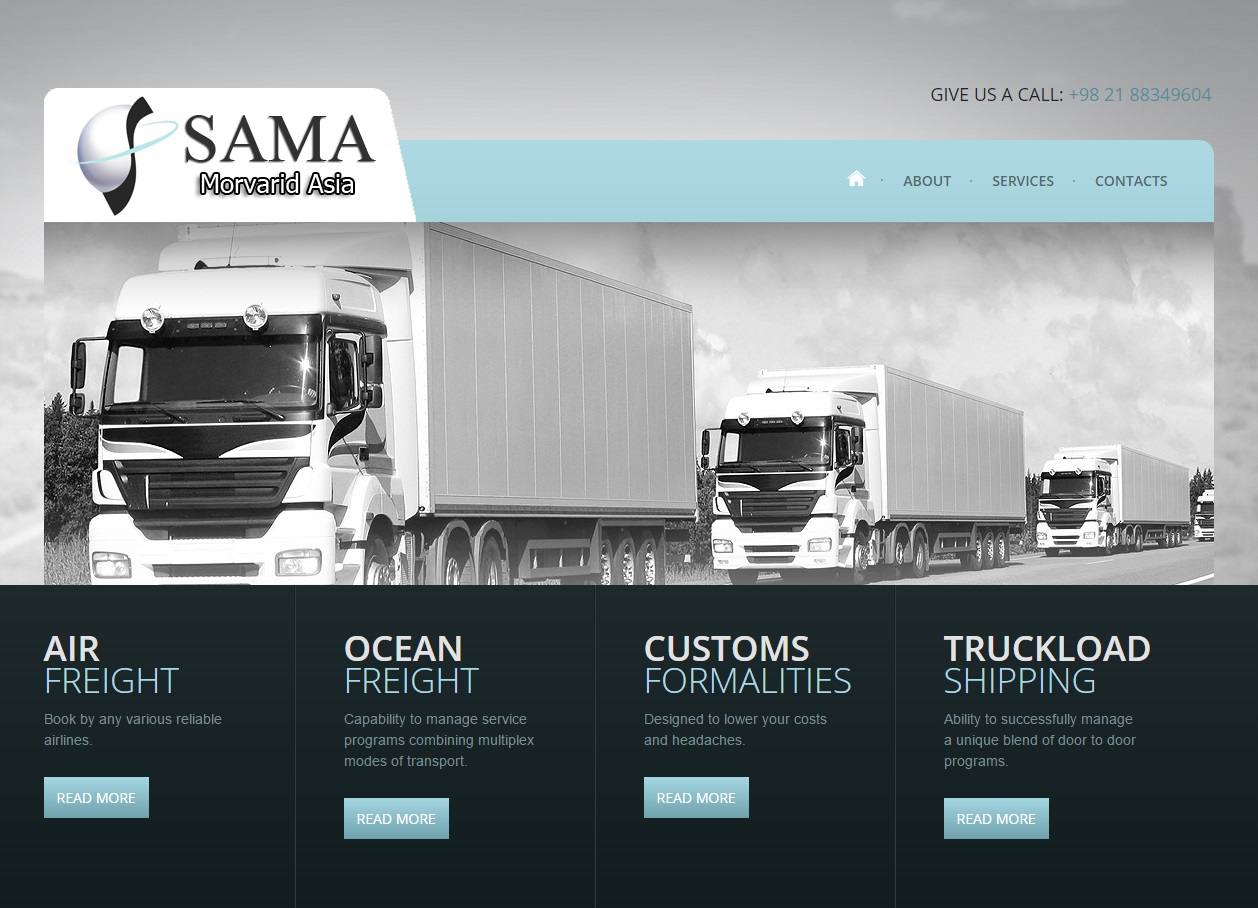 GIVE US A CALL: +98 21 88349604
SAMA
Morvarid Asia
ABOUT · SERVICES · CONTACTS
AIR
FREIGHT
Book by any various reliable
airlines.
READ MORE
OCEAN
FREIGHT
Capability to manage service
programs combining multiplex
modes of transport.
READ MORE
CUSTOMS
FORMALITIES
Designed to lower your costs
and headaches.
READ MORE
TRUCKLOAD
SHIPPING
Ability to successfully manage
a unique blend of door to door
programs.
READ MORE